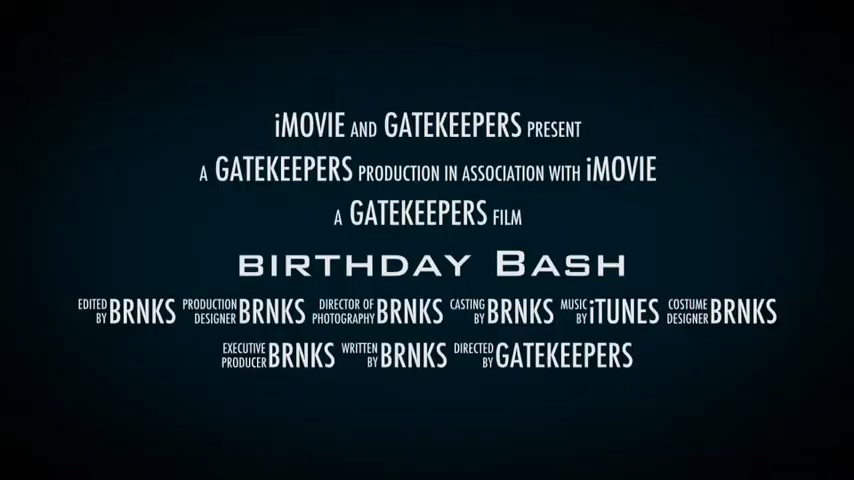 iMOVIE AND GATEKEEPERS PRESENT
A GATEKEEPERS PRODUCTION IN ASSOCIATION WITH iMOVIE
A GATEKEEPERS FILM
BIRTHDAY BASH
EDITED BY BRNKS PRODUCTION DESIGNER BRNKS DIRECTOR OF PHOTOGRAPHY BRNKS CASTING BY BRNKS MUSIC BY iTUNES COSTUME DESIGNER BRNKS
EXECUTIVE PRODUCER BRNKS WRITTEN BY BRNKS DIRECTED BY GATEKEEPERS